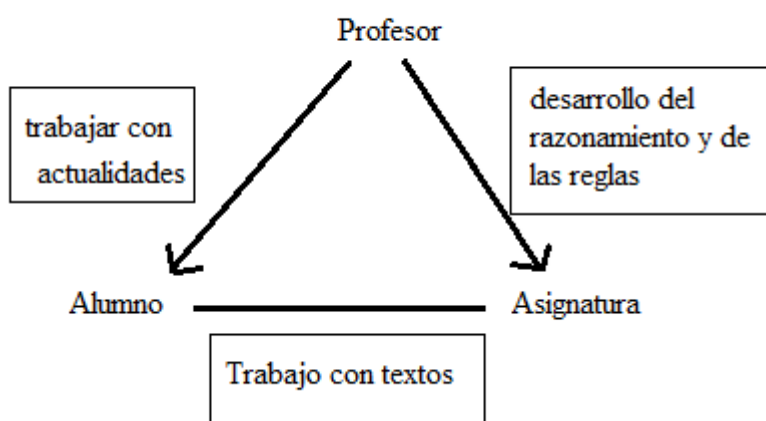 Profesor
trabajar con
actualidades
desarrollo del
razonamiento y de
las reglas
Alumno
Asignatura
Trabajo con textos